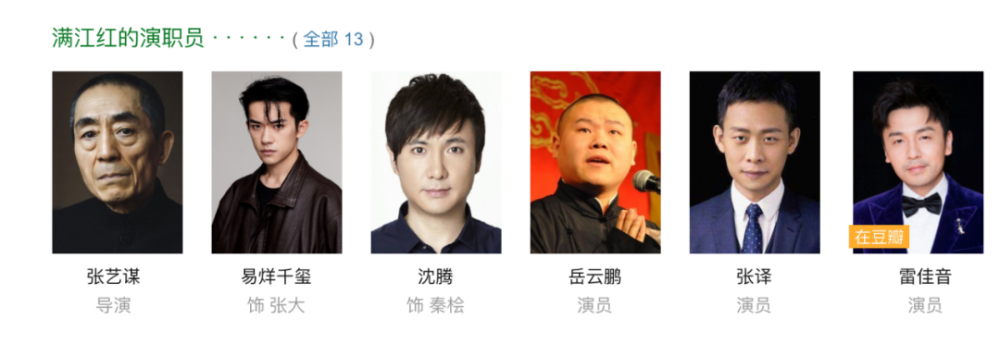 满江红的演职员 · · · · · · ( 全部 13 )
在豆瓣
张艺谋 易烊千玺 沈腾 岳云鹏 张译 雷佳音
导演 饰 张大 饰 秦桧 演员 演员 演员